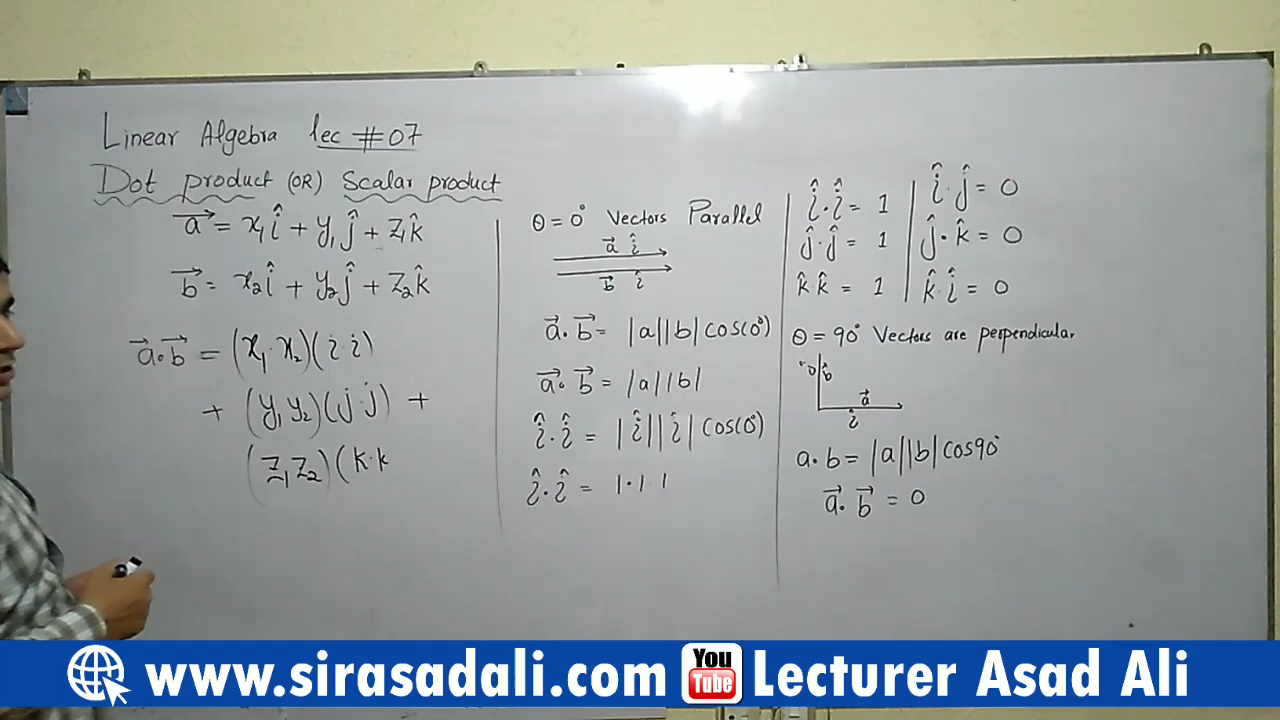 Linear Algebra lec #07
Dot product (OR) Scalar product
a⃗ = x₁î + y₁ĵ + z₁k̂
b⃗ = x₂î + y₂ĵ + z₂k̂
a⃗.b⃗ = (x₁.x₂)(i.i)
+ (y₁y₂)(j.j) +
(z₁z₂)(k.k
θ = 0° Vectors Parallel
a⃗ î
b⃗ î
a⃗.b⃗ = |a||b| cos(0°)
a⃗.b⃗ = |a||b|
î.î = |î||î| cos(0°)
î.î = 1.1 1
î.î = 1
ĵ.ĵ = 1
k̂ k̂ = 1
î.ĵ = 0
ĵ.k̂ = 0
k̂.î = 0
θ = 90° Vectors are perpendicular.
b⃗
a⃗
î
a.b = |a||b| cos90°
a⃗.b⃗ = 0
www.sirasadali.com You Tube Lecturer Asad Ali